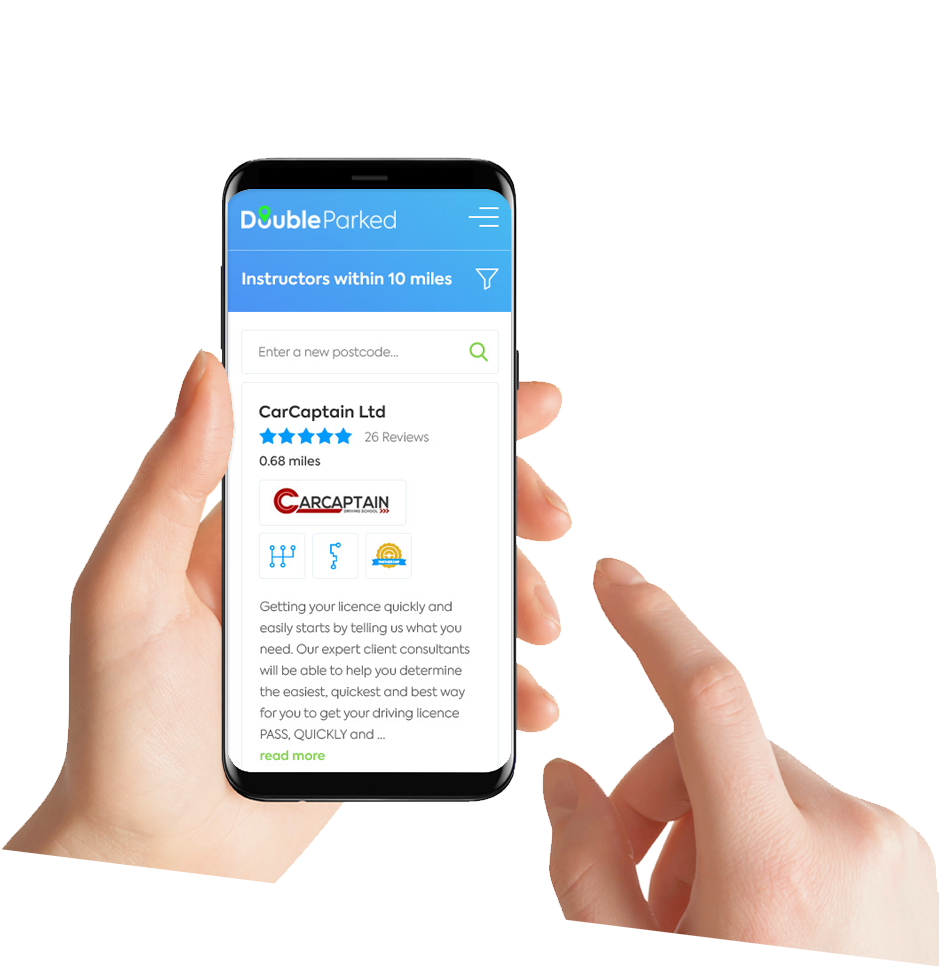 DoubleParked
Instructors within 10 miles
Enter a new postcode...
CarCaptain Ltd
26 Reviews
0.68 miles
CARCAPTAIN
DRIVING SCHOOL
Getting your licence quickly and
easily starts by telling us what you
need. Our expert client consultants
will be able to help you determine
the easiest, quickest and best way
for you to get your driving licence
PASS, QUICKLY and ...
read more